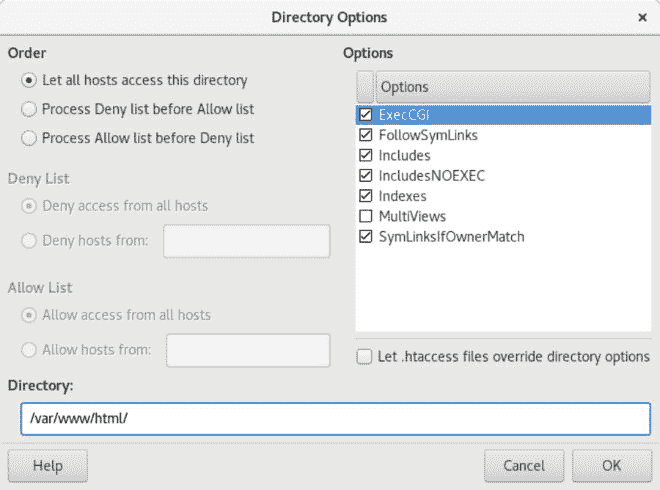 Directory Options
Order
Let all hosts access this directory
Process Deny list before Allow list
Process Allow list before Deny list
Deny List
Deny access from all hosts
Deny hosts from:
Allow List
Allow access from all hosts
Allow hosts from:
Options
Options
ExecCGI
FollowSymLinks
Includes
IncludesNOEXEC
Indexes
MultiViews
SymLinksIfOwnerMatch
Let .htaccess files override directory options
Directory:
/var/www/html/
Help
Cancel
OK